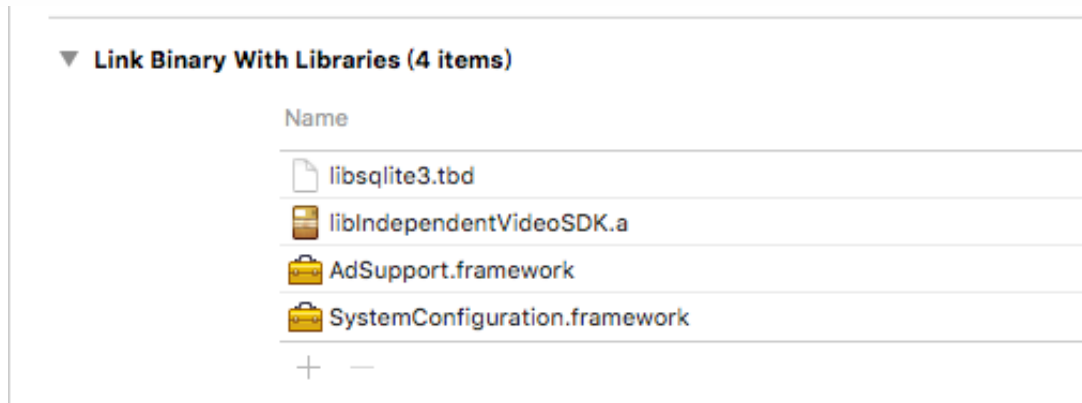 Link Binary With Libraries (4 items)
Name
libsqlite3.tbd
libIndependentVideoSDK.a
AdSupport.framework
SystemConfiguration.framework